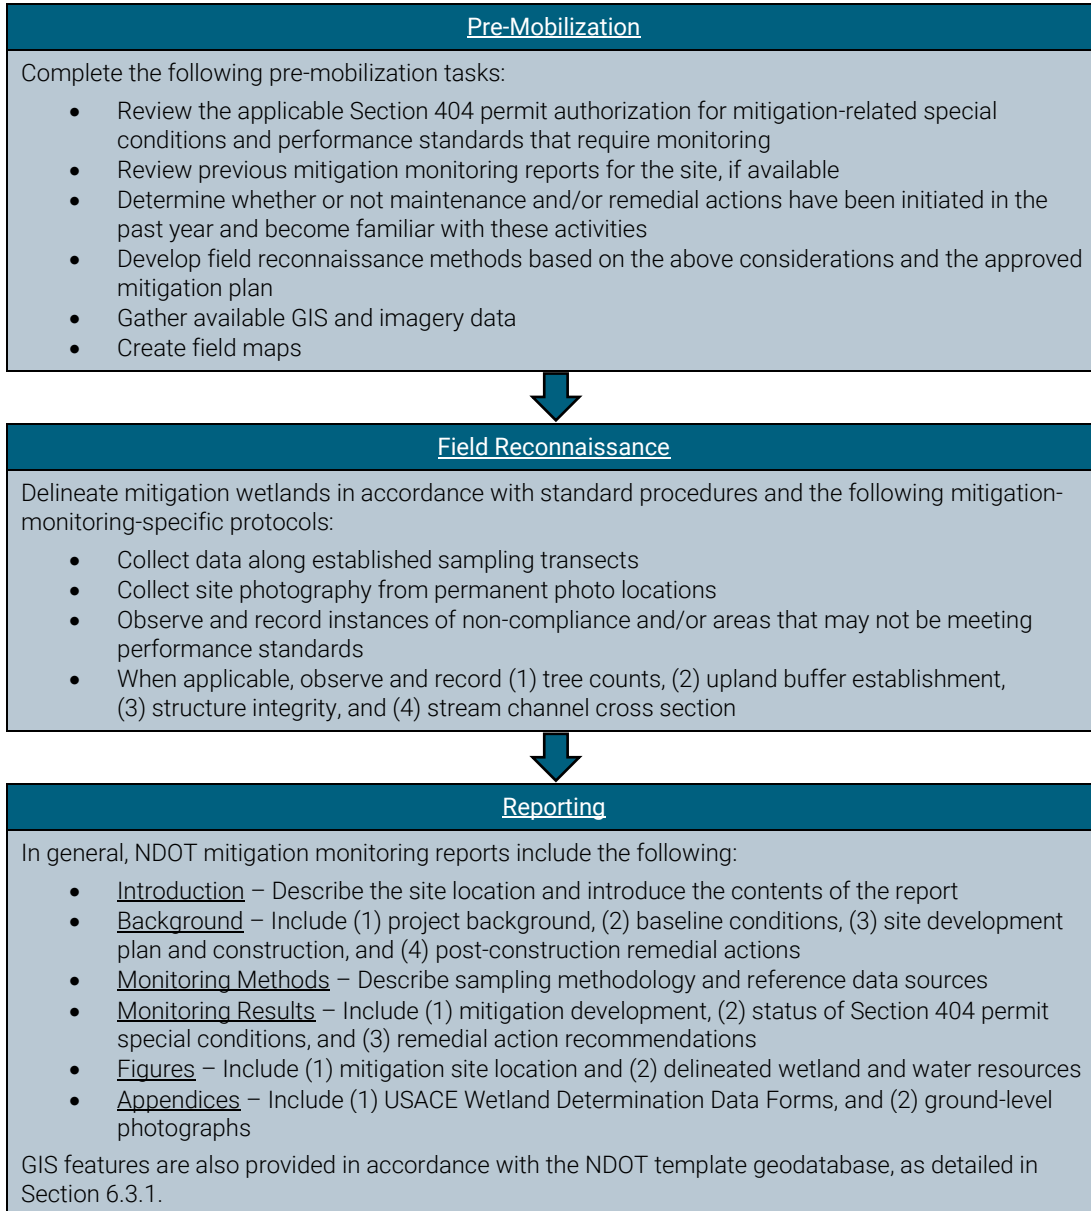 Pre-Mobilization
Complete the following pre-mobilization tasks:
• Review the applicable Section 404 permit authorization for mitigation-related special
conditions and performance standards that require monitoring
• Review previous mitigation monitoring reports for the site, if available
• Determine whether or not maintenance and/or remedial actions have been initiated in the
past year and become familiar with these activities
• Develop field reconnaissance methods based on the above considerations and the approved
mitigation plan
• Gather available GIS and imagery data
• Create field maps
Field Reconnaissance
Delineate mitigation wetlands in accordance with standard procedures and the following mitigation-
monitoring-specific protocols:
• Collect data along established sampling transects
• Collect site photography from permanent photo locations
• Observe and record instances of non-compliance and/or areas that may not be meeting
performance standards
• When applicable, observe and record (1) tree counts, (2) upland buffer establishment,
(3) structure integrity, and (4) stream channel cross section
Reporting
In general, NDOT mitigation monitoring reports include the following:
• Introduction – Describe the site location and introduce the contents of the report
• Background – Include (1) project background, (2) baseline conditions, (3) site development
plan and construction, and (4) post-construction remedial actions
• Monitoring Methods – Describe sampling methodology and reference data sources
• Monitoring Results – Include (1) mitigation development, (2) status of Section 404 permit
special conditions, and (3) remedial action recommendations
• Figures – Include (1) mitigation site location and (2) delineated wetland and water resources
• Appendices – Include (1) USACE Wetland Determination Data Forms, and (2) ground-level
photographs
GIS features are also provided in accordance with the NDOT template geodatabase, as detailed in
Section 6.3.1.